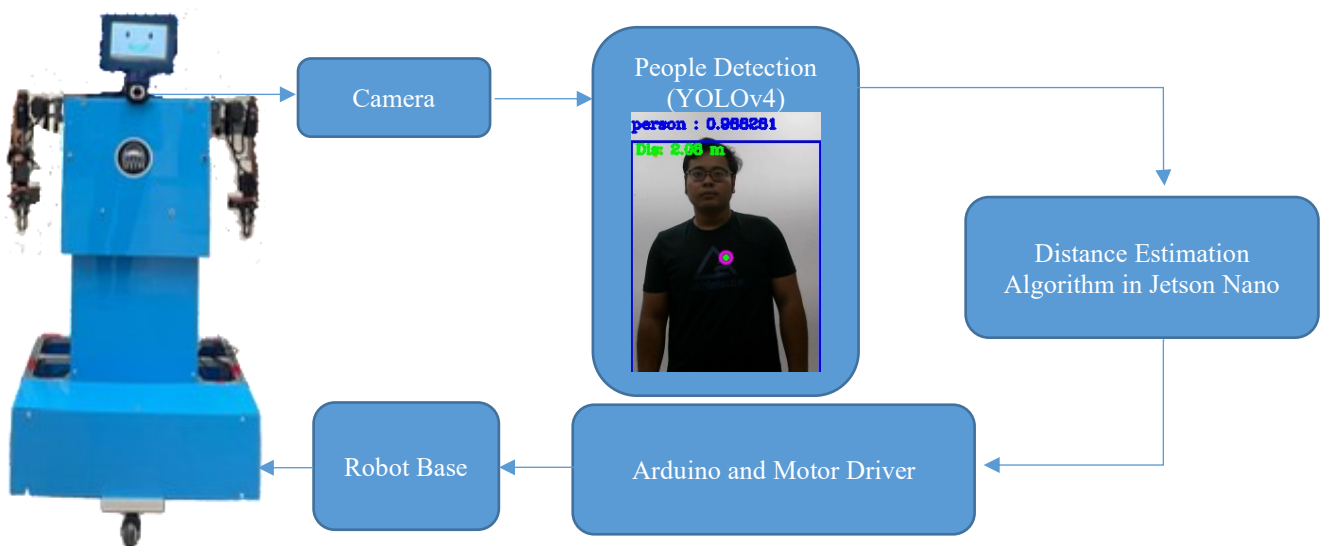 Camera
People Detection
(YOLOv4)
person : 0.988281
Dis: 2.08 m
Distance Estimation
Algorithm in Jetson Nano
Arduino and Motor Driver
Robot Base